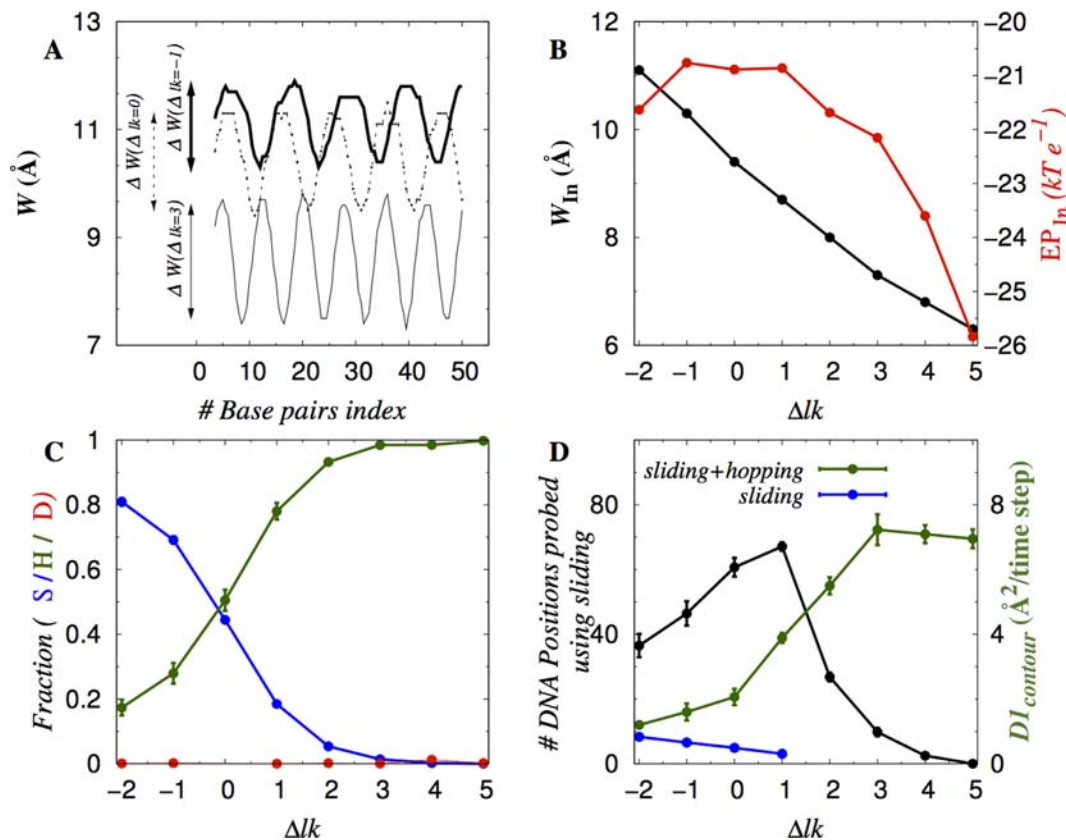 A
13
11
9
7
W (Å)
Δ W(Δlk=0)
Δ W(Δlk=−1)
Δ W(Δlk=3)
0 10 20 30 40 50
# Base pairs index
B
12
10
8
6
W_In (Å)
−20
−21
−22
−23
−24
−25
−26
EP_In (kT e⁻¹)
−2 −1 0 1 2 3 4 5
Δlk
C
1
0.8
0.6
0.4
0.2
0
Fraction ( S/H/ D)
−2 −1 0 1 2 3 4 5
Δlk
D
sliding+hopping
sliding
80
40
0
# DNA Positions probed
using sliding
8
4
0
D1_contour (Å²/time step)
−2 −1 0 1 2 3 4 5
Δlk